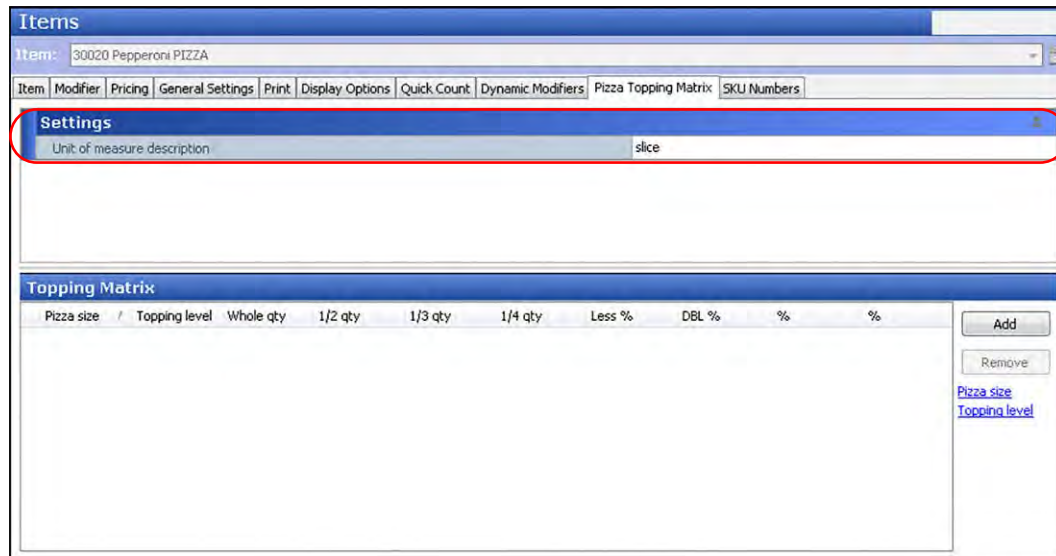 Items
Item: 30020 Pepperoni PIZZA
Item Modifier Pricing General Settings Print Display Options Quick Count Dynamic Modifiers Pizza Topping Matrix SKU Numbers
Settings
Unit of measure description slice
Topping Matrix
Pizza size / Topping level Whole qty 1/2 qty 1/3 qty 1/4 qty Less % DBL % % %
Add
Remove
Pizza size
Topping level